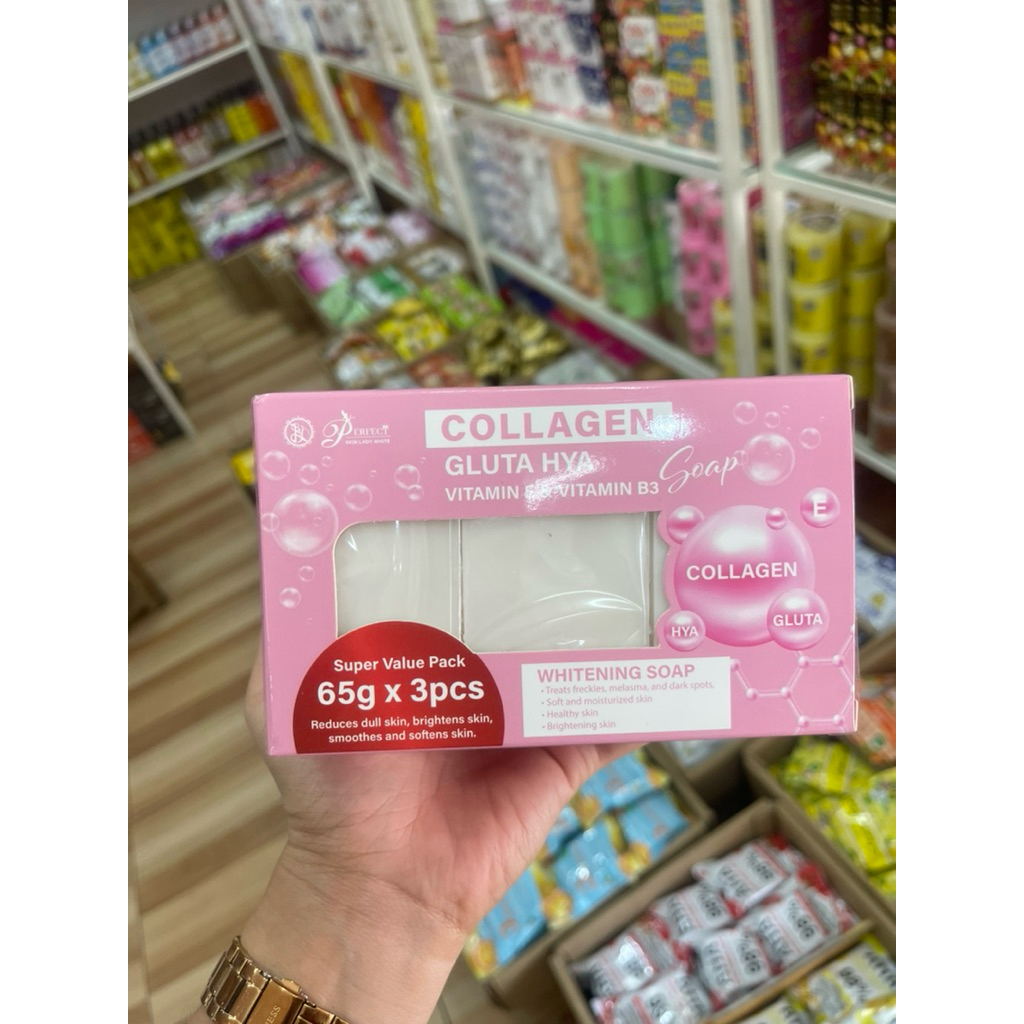 PERFECT
SKIN LADY WHITE
COLLAGEN
GLUTA HYA
VITAMIN E & VITAMIN B3
Soap
E
COLLAGEN
HYA
GLUTA
Super Value Pack
65g x 3pcs
Reduces dull skin, brightens skin,
smoothes and softens skin.
WHITENING SOAP
• Treats freckles, melasma, and dark spots.
• Soft and moisturized skin
• Healthy skin
• Brightening skin